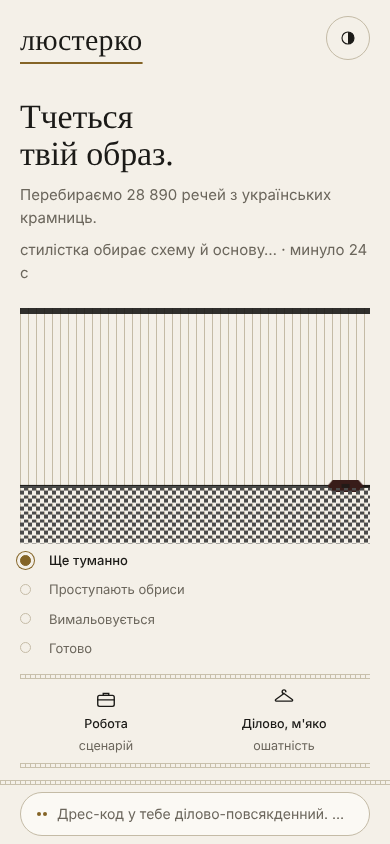 люстерко
Тчеться
твій образ.
Перебираємо 28 890 речей з українських
крамниць.
стилістка обирає схему й основу... · минуло 24
с
Ще туманно
Проступають обриси
Вимальовується
Готово
Робота
сценарій
Ділово, м'яко
ошатність
Дрес-код у тебе ділово-повсякденний. ...